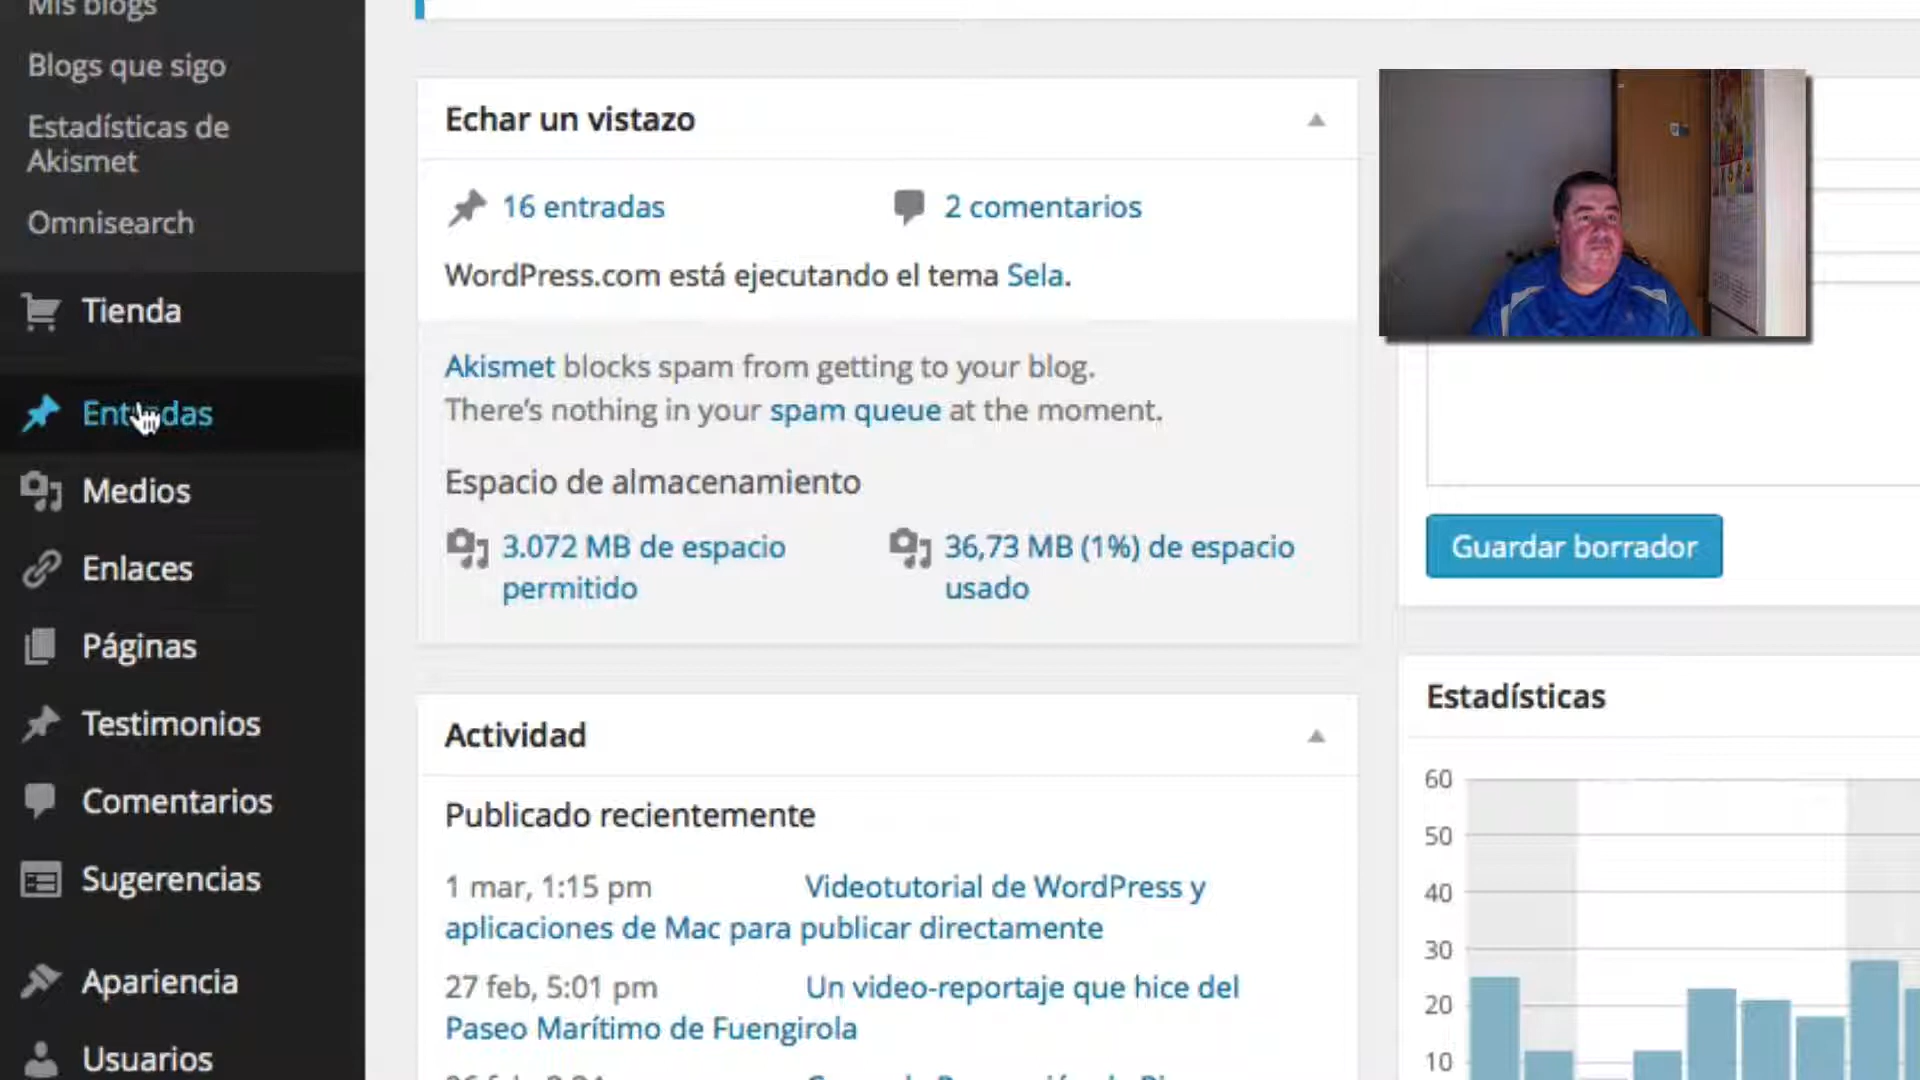 Mis blogs
Blogs que sigo
Estadísticas de
Akismet
Omnisearch
Tienda
Entradas
Medios
Enlaces
Páginas
Testimonios
Comentarios
Sugerencias
Apariencia
Usuarios
Echar un vistazo
16 entradas
2 comentarios
WordPress.com está ejecutando el tema Sela.
Akismet blocks spam from getting to your blog.
There's nothing in your spam queue at the moment.
Espacio de almacenamiento
3.072 MB de espacio
permitido
36,73 MB (1%) de espacio
usado
Actividad
Publicado recientemente
1 mar, 1:15 pm Videotutorial de WordPress y
aplicaciones de Mac para publicar directamente
27 feb, 5:01 pm Un video-reportaje que hice del
Paseo Marítimo de Fuengirola
Guardar borrador
Estadísticas
60
50
40
30
20
10